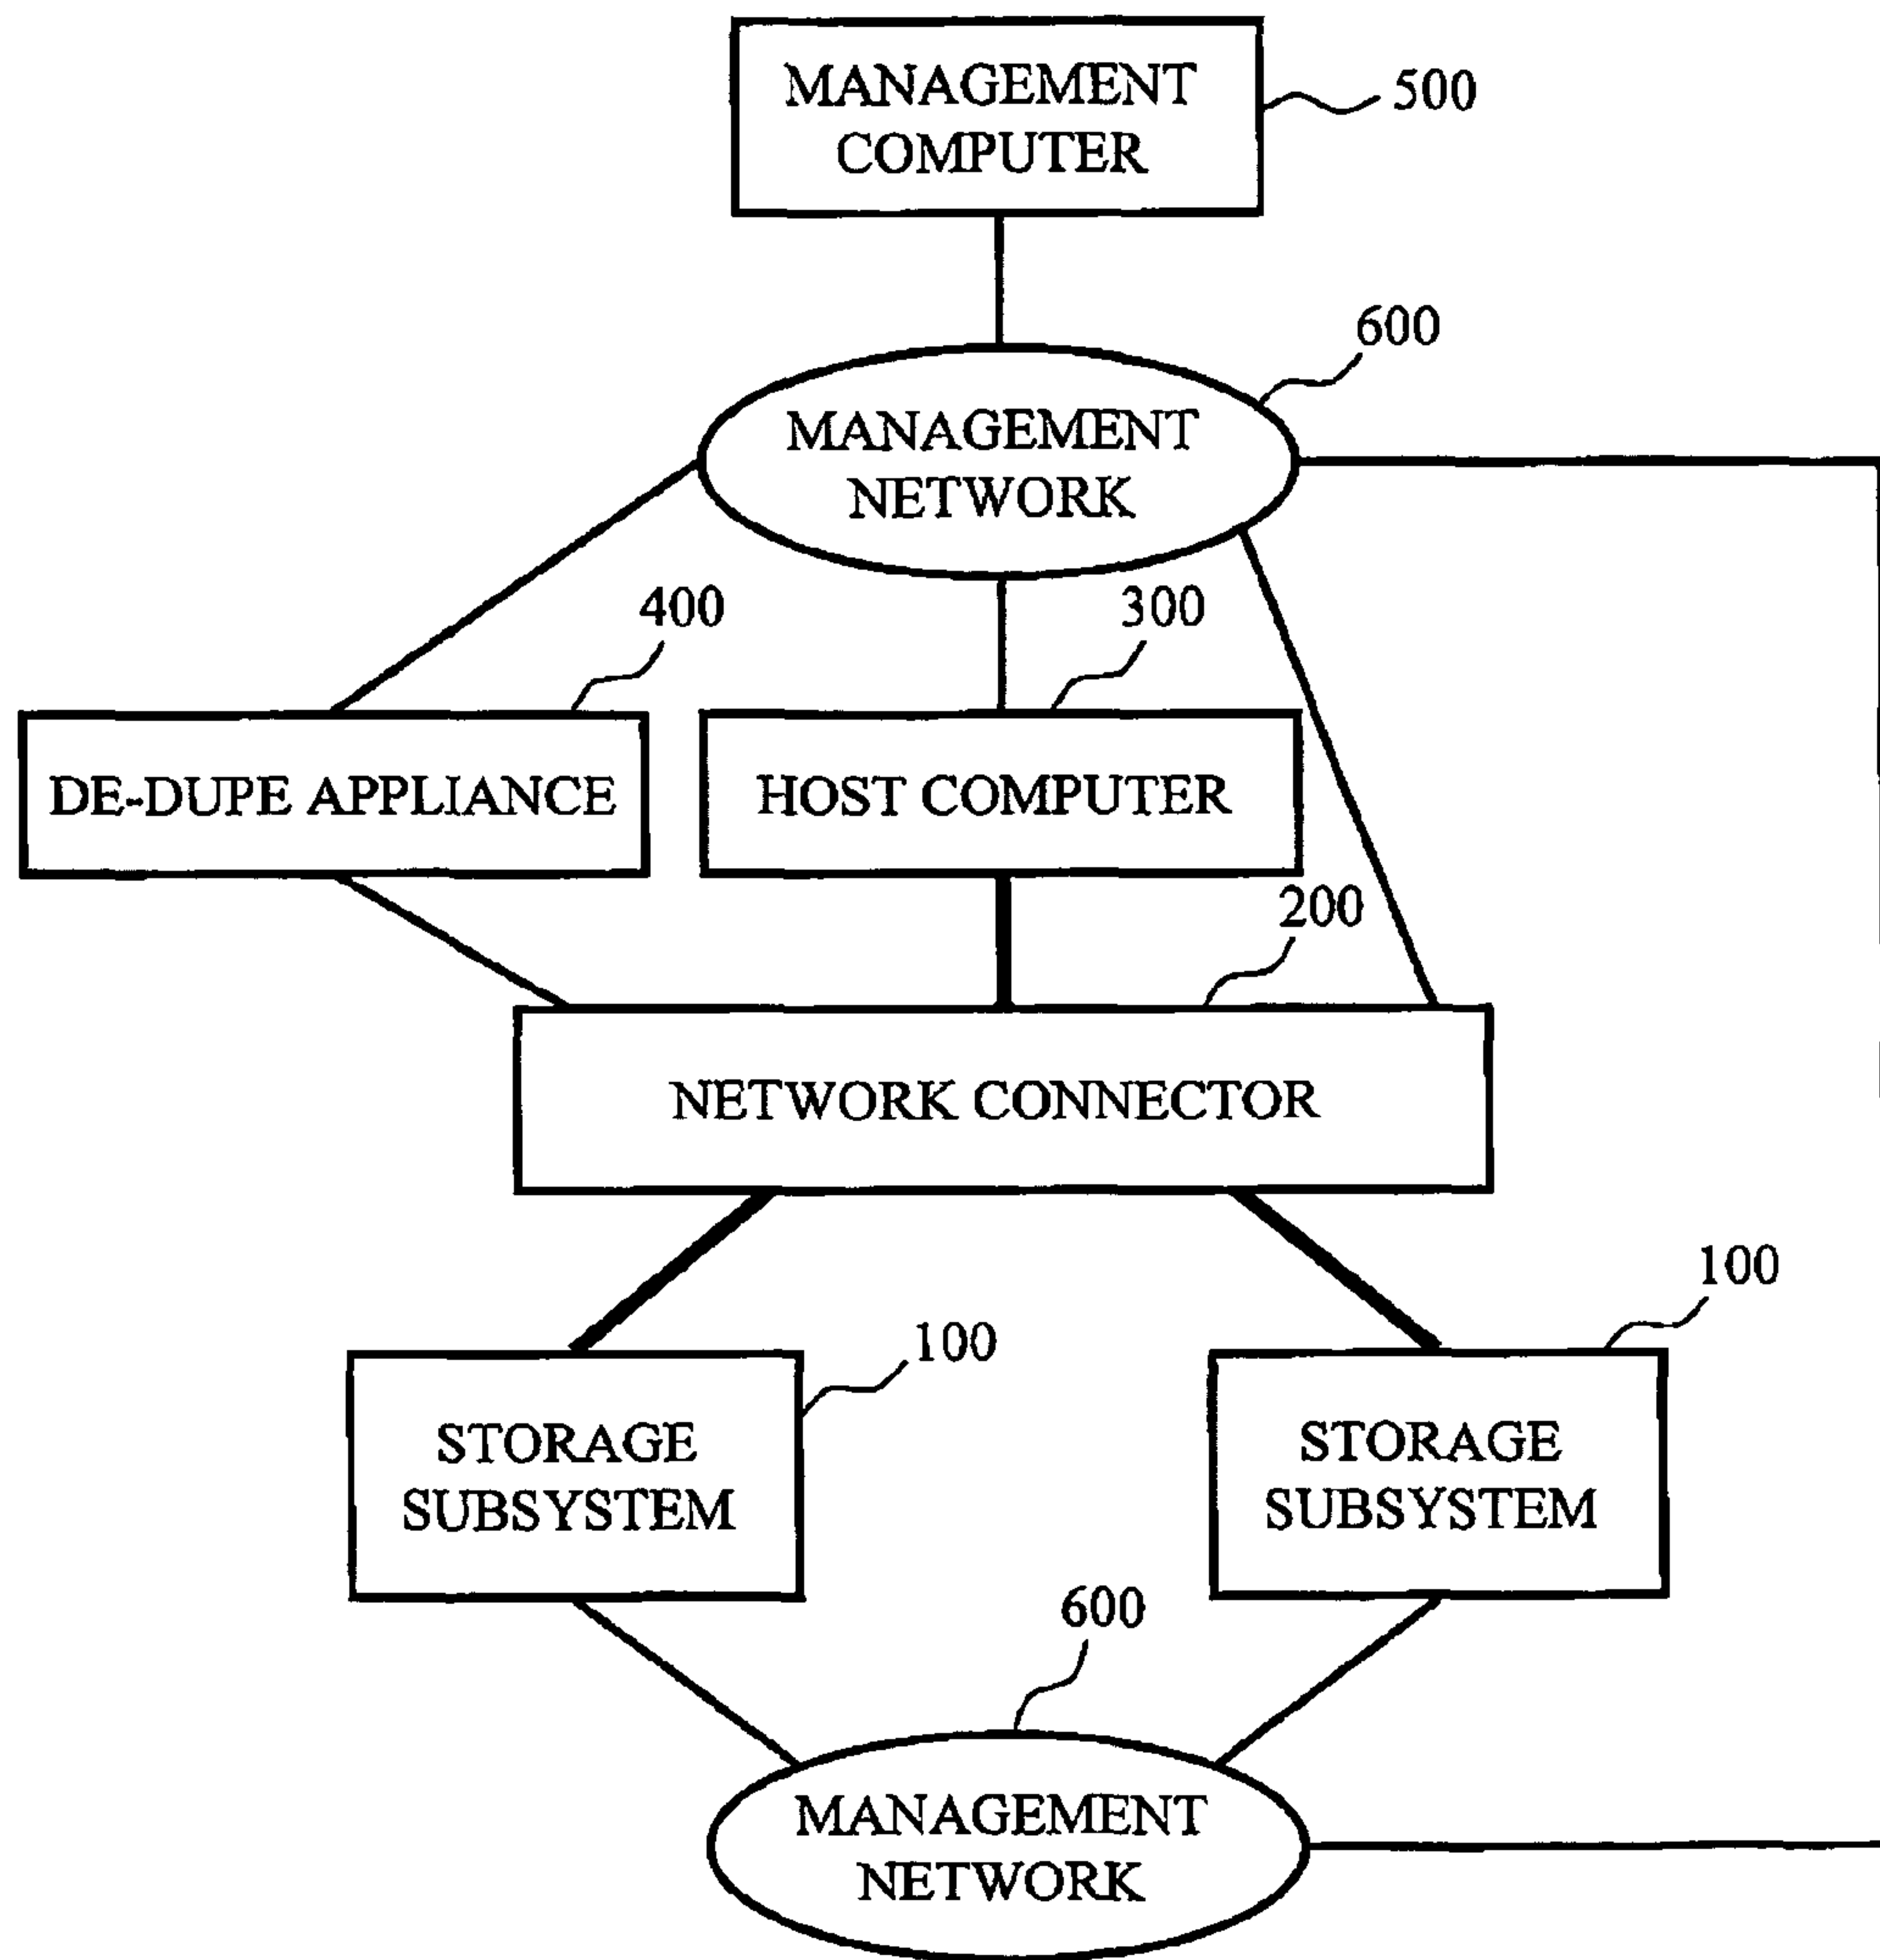 MANAGEMENT
COMPUTER
500
600
MANAGEMENT
NETWORK
400
300
DE-DUPE APPLIANCE
HOST COMPUTER
200
NETWORK CONNECTOR
100
100
STORAGE
SUBSYSTEM
STORAGE
SUBSYSTEM
600
MANAGEMENT
NETWORK